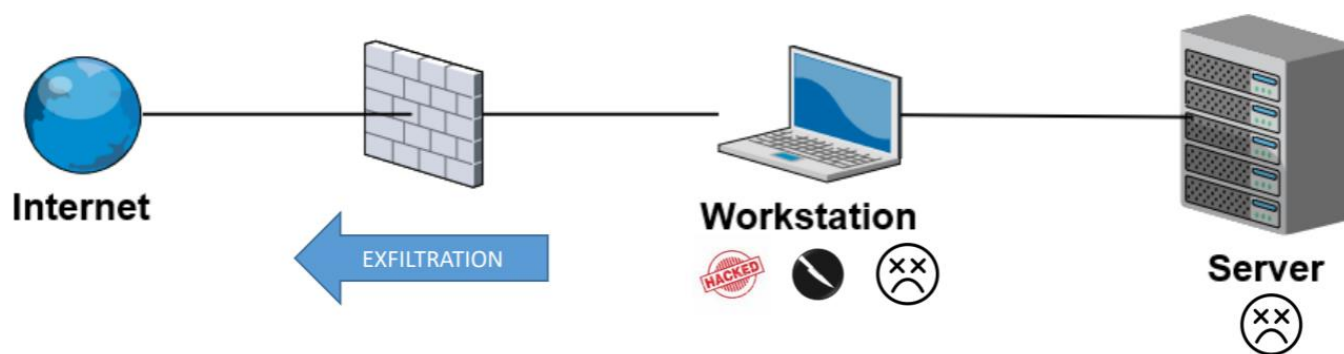 Internet
EXFILTRATION
Workstation
HACKED
Server